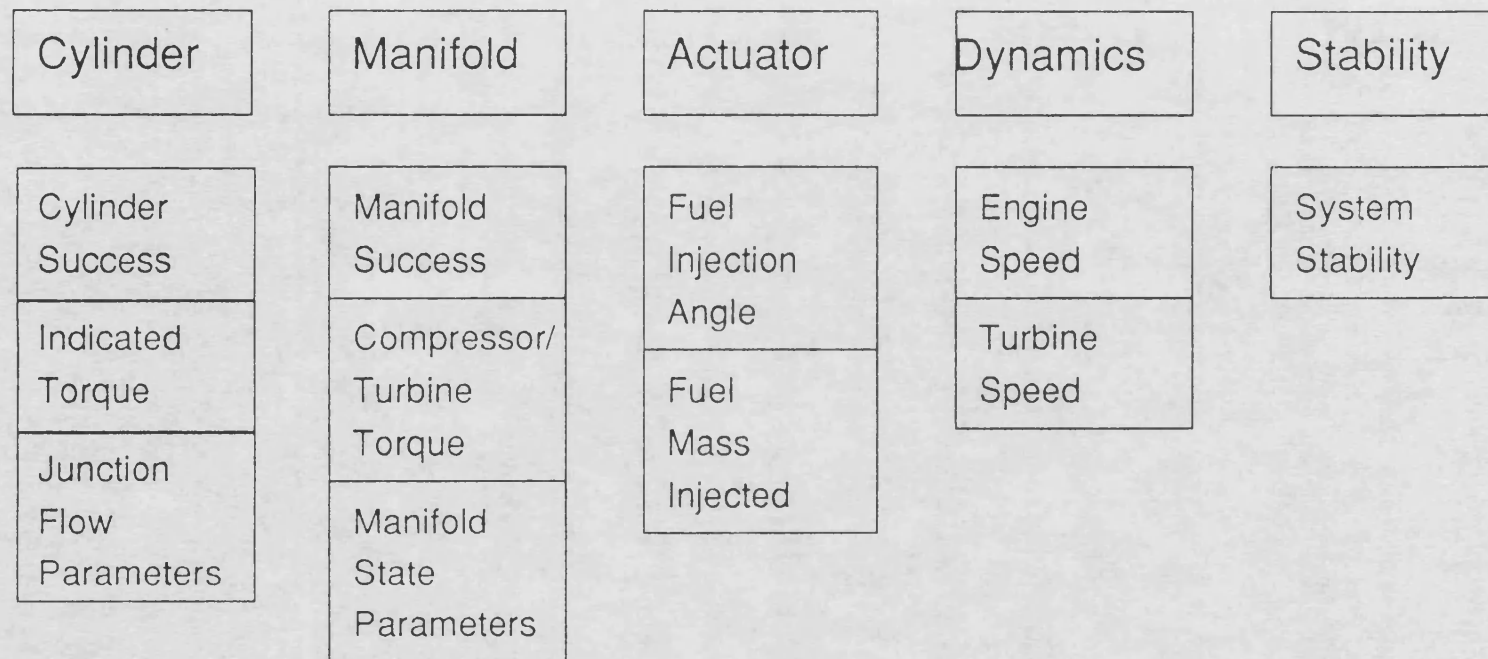 Cylinder
Manifold
Actuator
Dynamics
Stability
Cylinder
Success
Indicated
Torque
Junction
Flow
Parameters
Manifold
Success
Compressor/
Turbine
Torque
Manifold
State
Parameters
Fuel
Injection
Angle
Fuel
Mass
Injected
Engine
Speed
Turbine
Speed
System
Stability